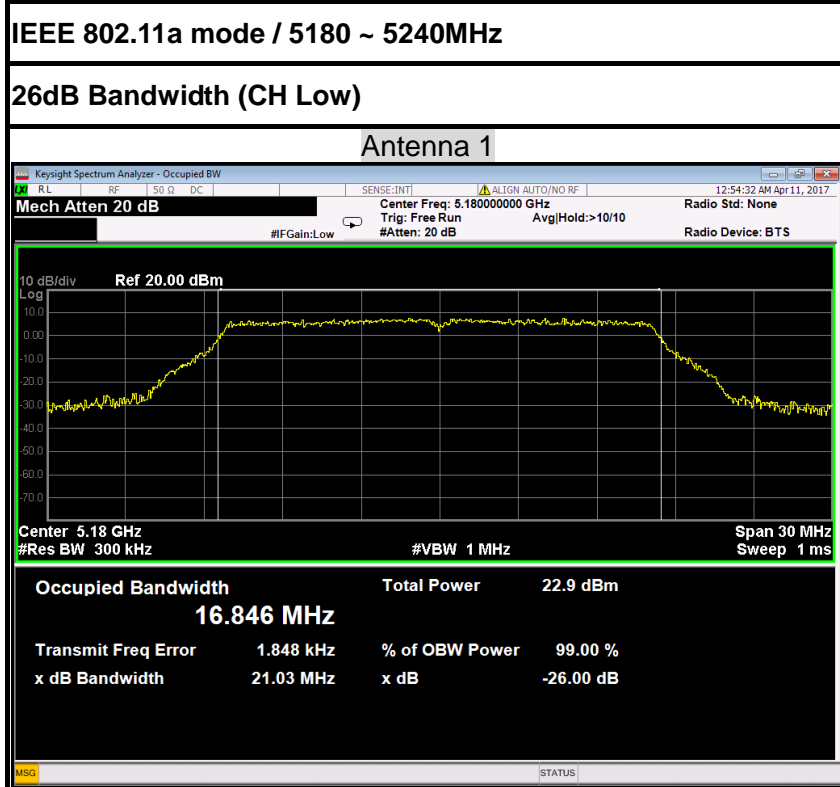 IEEE 802.11a mode / 5180 ~ 5240MHz
26dB Bandwidth (CH Low)
Antenna 1
Keysight Spectrum Analyzer - Occupied BW
LXI RL RF 50 Ω DC SENSE:INT ALIGN AUTO/NO RF 12:54:32 AM Apr 11, 2017
Mech Atten 20 dB Center Freq: 5.180000000 GHz Radio Std: None
Trig: Free Run Avg|Hold:>10/10
#IFGain:Low #Atten: 20 dB Radio Device: BTS
10 dB/div Ref 20.00 dBm
Log
10.0
0.00
-10.0
-20.0
-30.0
-40.0
-50.0
-60.0
-70.0
Center 5.18 GHz Span 30 MHz
#Res BW 300 kHz #VBW 1 MHz Sweep 1 ms
Occupied Bandwidth Total Power 22.9 dBm
16.846 MHz
Transmit Freq Error 1.848 kHz % of OBW Power 99.00 %
x dB Bandwidth 21.03 MHz x dB -26.00 dB
MSG STATUS